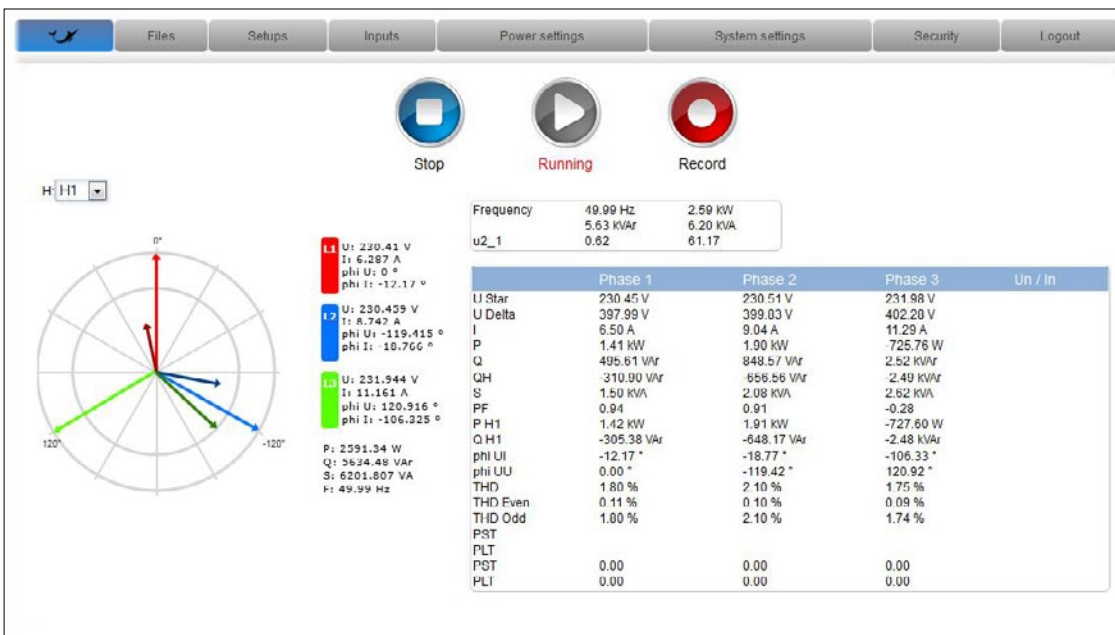 Files Setups Inputs Power settings System settings Security Logout
Stop Running Record
H: H1
0°
120°
-120°
L1 U: 230.41 V
I: 6.287 A
phi U: 0 °
phi I: -12.17 °
L2 U: 230.459 V
I: 8.742 A
phi U: -119.415 °
phi I: -18.766 °
L3 U: 231.944 V
I: 11.161 A
phi U: 120.916 °
phi I: -106.325 °
P: 2591.34 W
Q: 5634.48 VAr
S: 6201.807 VA
F: 49.99 Hz
Frequency 49.99 Hz 2.59 kW
5.63 kVAr 6.20 kVA
u2_1 0.62 61.17
Phase 1 Phase 2 Phase 3 Un / In
U Star 230.45 V 230.51 V 231.98 V
U Delta 397.99 V 399.83 V 402.28 V
I 6.50 A 9.04 A 11.29 A
P 1.41 kW 1.90 kW -725.76 W
Q 495.61 VAr 848.57 VAr 2.52 kVAr
QH -310.90 VAr -656.56 VAr -2.49 kVAr
S 1.50 kVA 2.08 kVA 2.62 kVA
PF 0.94 0.91 -0.28
P H1 1.42 kW 1.91 kW -727.60 W
Q H1 -305.38 VAr -648.17 VAr -2.48 kVAr
phi UI -12.17 ° -18.77 ° -106.33 °
phi UU 0.00 ° -119.42 ° 120.92 °
THD 1.80 % 2.10 % 1.75 %
THD Even 0.11 % 0.10 % 0.09 %
THD Odd 1.80 % 2.10 % 1.74 %
PST
PLT
PST 0.00 0.00 0.00
PLT 0.00 0.00 0.00